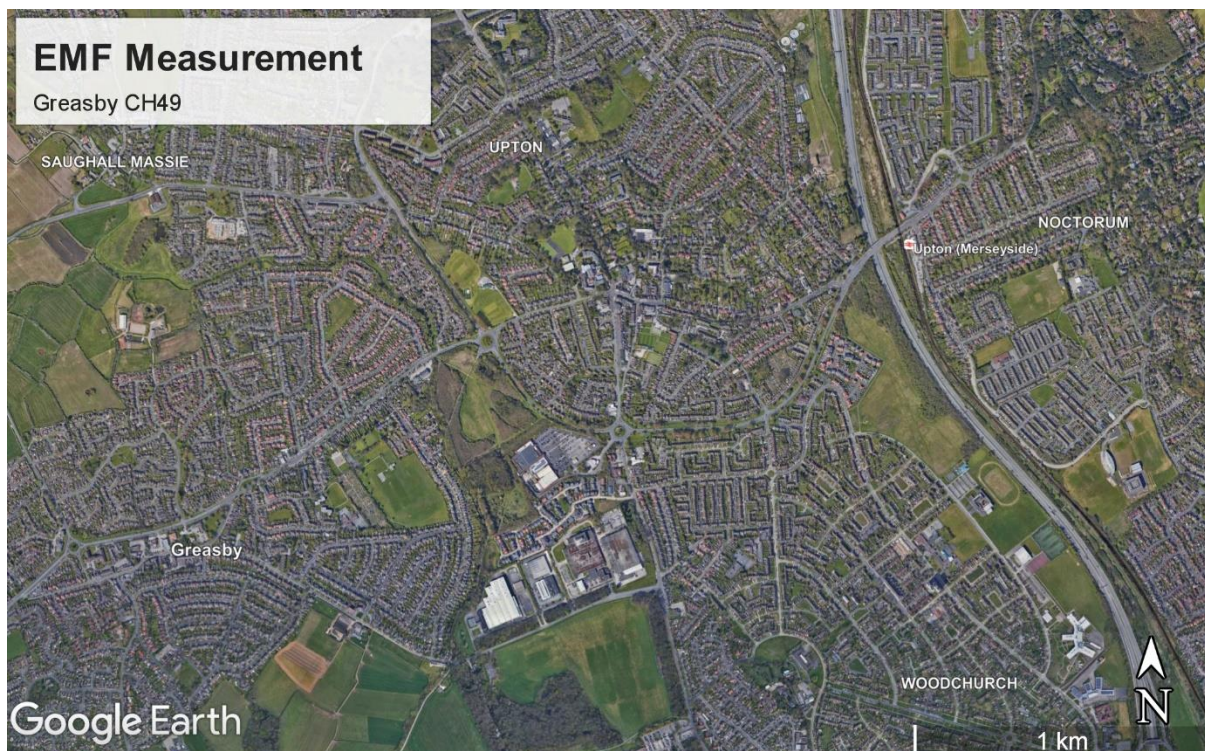 EMF Measurement
Greasby CH49
SAUGHALL MASSIE
UPTON
NOCTORUM
Upton (Merseyside)
Greasby
WOODCHURCH
Google Earth
N
1 km